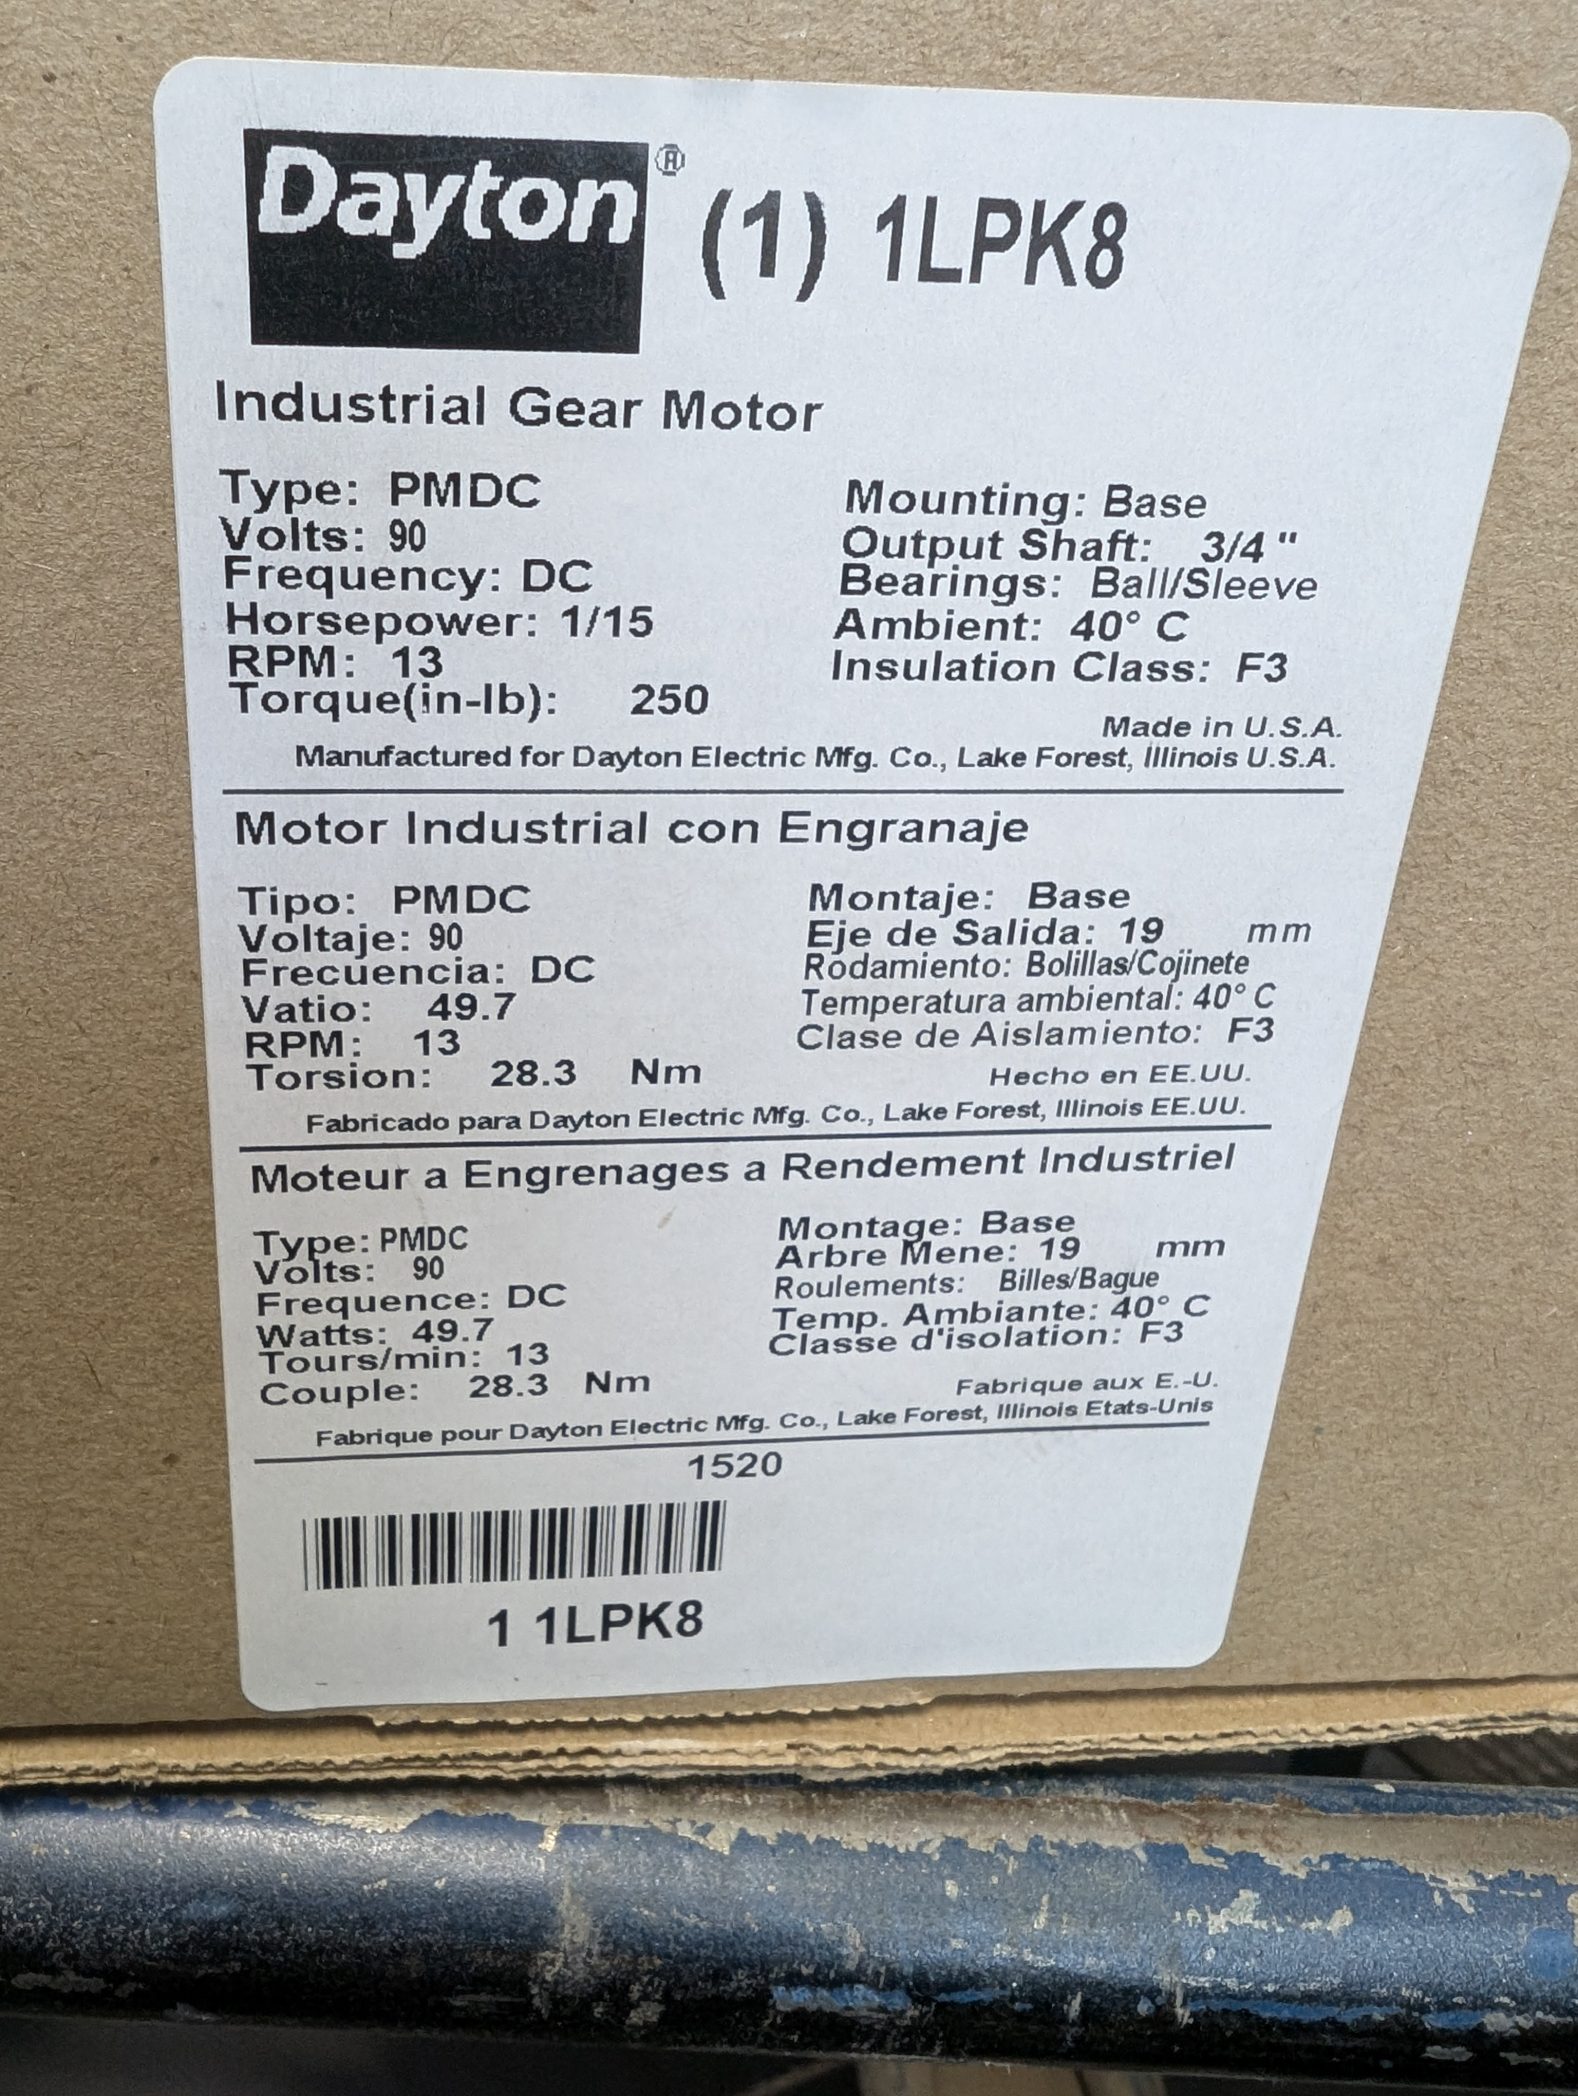 Dayton® (1) 1LPK8
Industrial Gear Motor
Type: PMDC
Volts: 90
Frequency: DC
Horsepower: 1/15
RPM: 13
Torque(in-lb): 250
Mounting: Base
Output Shaft: 3/4 "
Bearings: Ball/Sleeve
Ambient: 40° C
Insulation Class: F3
Made in U.S.A.
Manufactured for Dayton Electric Mfg. Co., Lake Forest, Illinois U.S.A.
Motor Industrial con Engranaje
Tipo: PMDC
Voltaje: 90
Frecuencia: DC
Vatio: 49.7
RPM: 13
Torsion: 28.3 Nm
Montaje: Base
Eje de Salida: 19 mm
Rodamiento: Bolillas/Cojinete
Temperatura ambiental: 40° C
Clase de Aislamiento: F3
Hecho en EE.UU.
Fabricado para Dayton Electric Mfg. Co., Lake Forest, Illinois EE.UU.
Moteur a Engrenages a Rendement Industriel
Type: PMDC
Volts: 90
Frequence: DC
Watts: 49.7
Tours/min: 13
Couple: 28.3 Nm
Montage: Base
Arbre Mene: 19 mm
Roulements: Billes/Bague
Temp. Ambiante: 40° C
Classe d'isolation: F3
Fabrique aux E.-U.
Fabrique pour Dayton Electric Mfg. Co., Lake Forest, Illinois Etats-Unis
1520
1 1LPK8